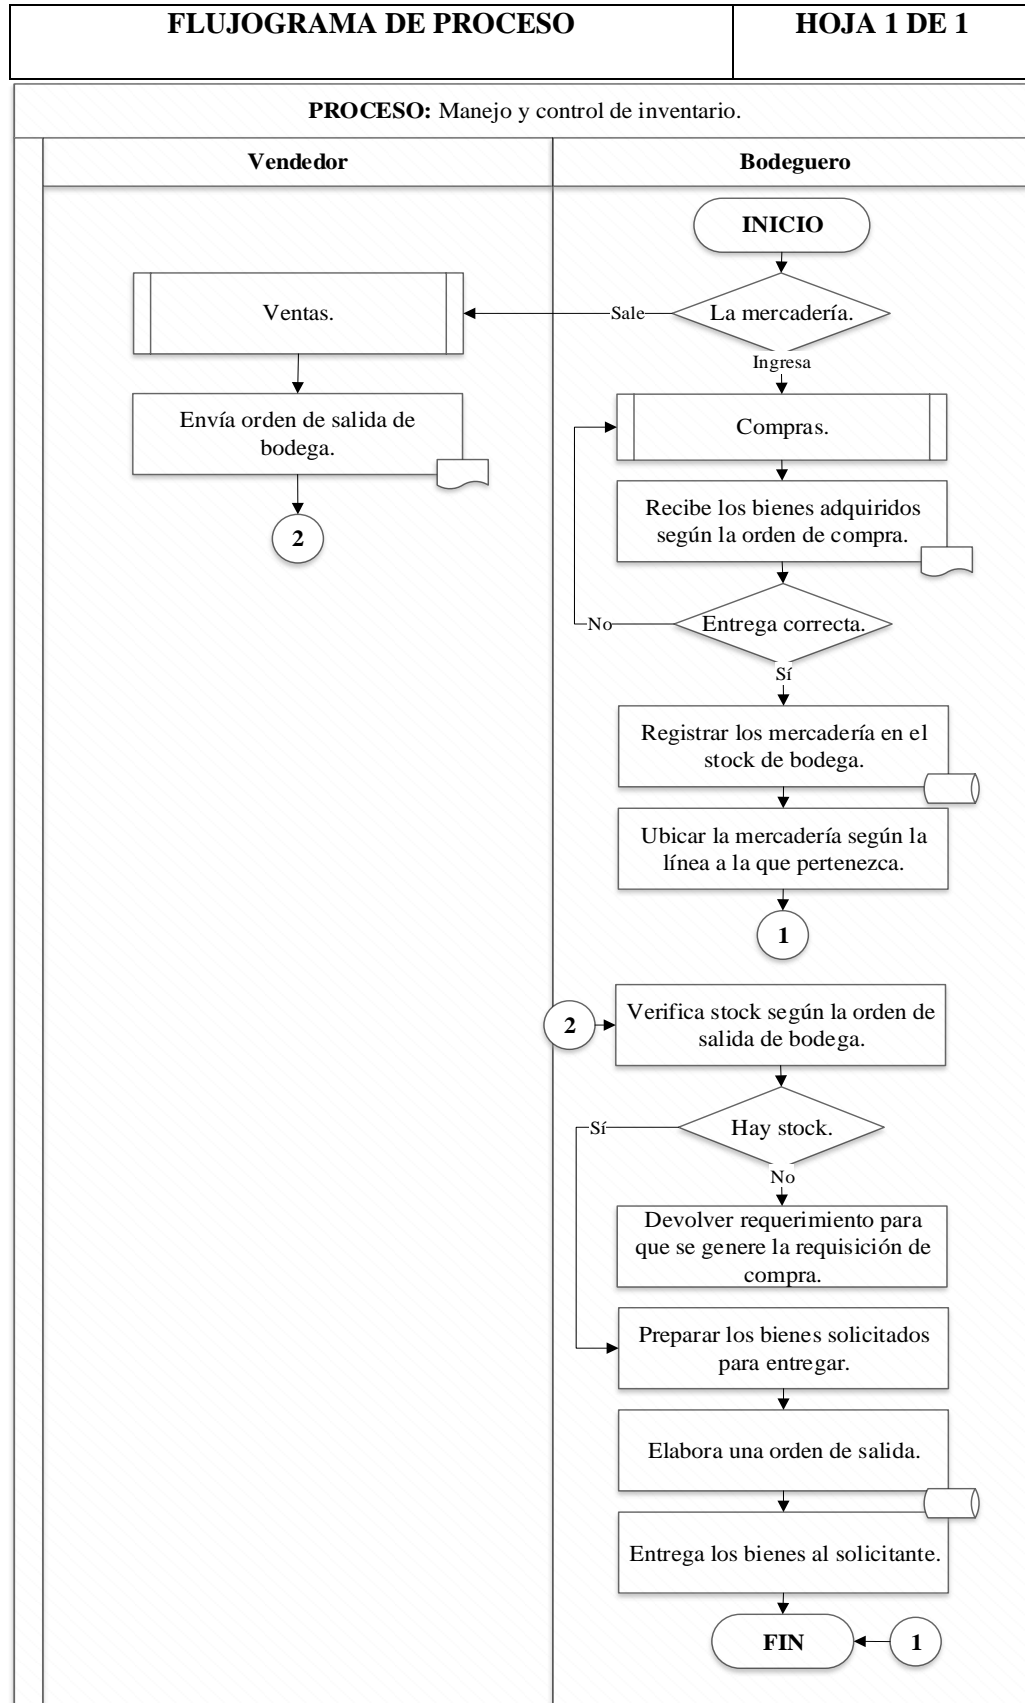 FLUJOGRAMA DE PROCESO
HOJA 1 DE 1
PROCESO: Manejo y control de inventario.
Vendedor
Bodeguero
INICIO
La mercadería.
Sale
Ventas.
Ingresa
Envía orden de salida de
bodega.
2
Compras.
Recibe los bienes adquiridos
según la orden de compra.
Entrega correcta.
No
Sí
Registrar los mercadería en el
stock de bodega.
Ubicar la mercadería según la
línea a la que pertenezca.
1
2
Verifica stock según la orden de
salida de bodega.
Hay stock.
Sí
No
Devolver requerimiento para
que se genere la requisición de
compra.
Preparar los bienes solicitados
para entregar.
Elabora una orden de salida.
Entrega los bienes al solicitante.
FIN
1